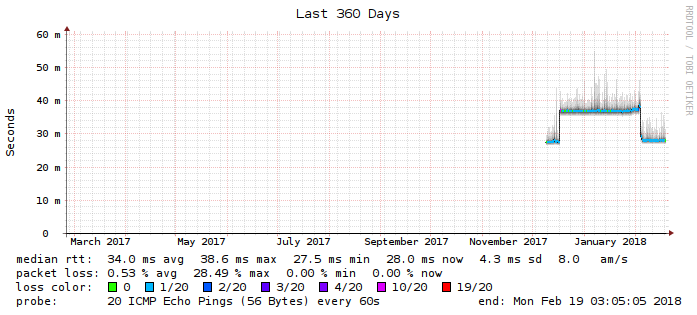 Last 360 Days
RRDTOOL / TOBI OETIKER
Seconds
60 m
50 m
40 m
30 m
20 m
10 m
0
March 2017 May 2017 July 2017 September 2017 November 2017 January 2018
median rtt: 34.0 ms avg 38.6 ms max 27.5 ms min 28.0 ms now 4.3 ms sd 8.0 am/s
packet loss: 0.53 % avg 28.49 % max 0.00 % min 0.00 % now
loss color: 0 1/20 2/20 3/20 4/20 10/20 19/20
probe: 20 ICMP Echo Pings (56 Bytes) every 60s end: Mon Feb 19 03:05:05 2018